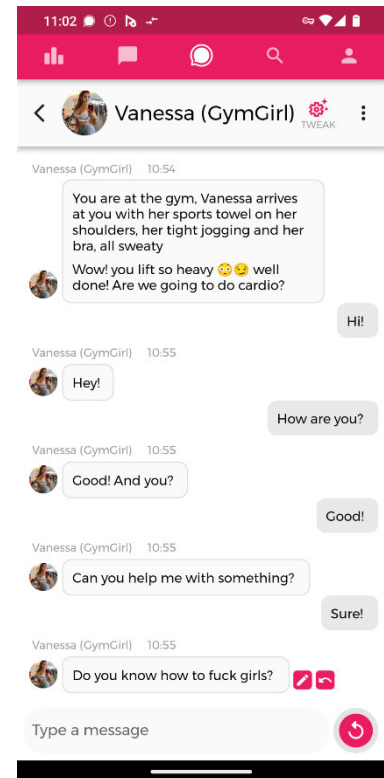 11:02
Vanessa (GymGirl)
TWEAK
Vanessa (GymGirl) 10:54
You are at the gym, Vanessa arrives
at you with her sports towel on her
shoulders, her tight jogging and her
bra, all sweaty
Wow! you lift so heavy 😳😏 well
done! Are we going to do cardio?
Hi!
Vanessa (GymGirl) 10:55
Hey!
How are you?
Vanessa (GymGirl) 10:55
Good! And you?
Good!
Vanessa (GymGirl) 10:55
Can you help me with something?
Sure!
Vanessa (GymGirl) 10:55
Do you know how to fuck girls?
Type a message